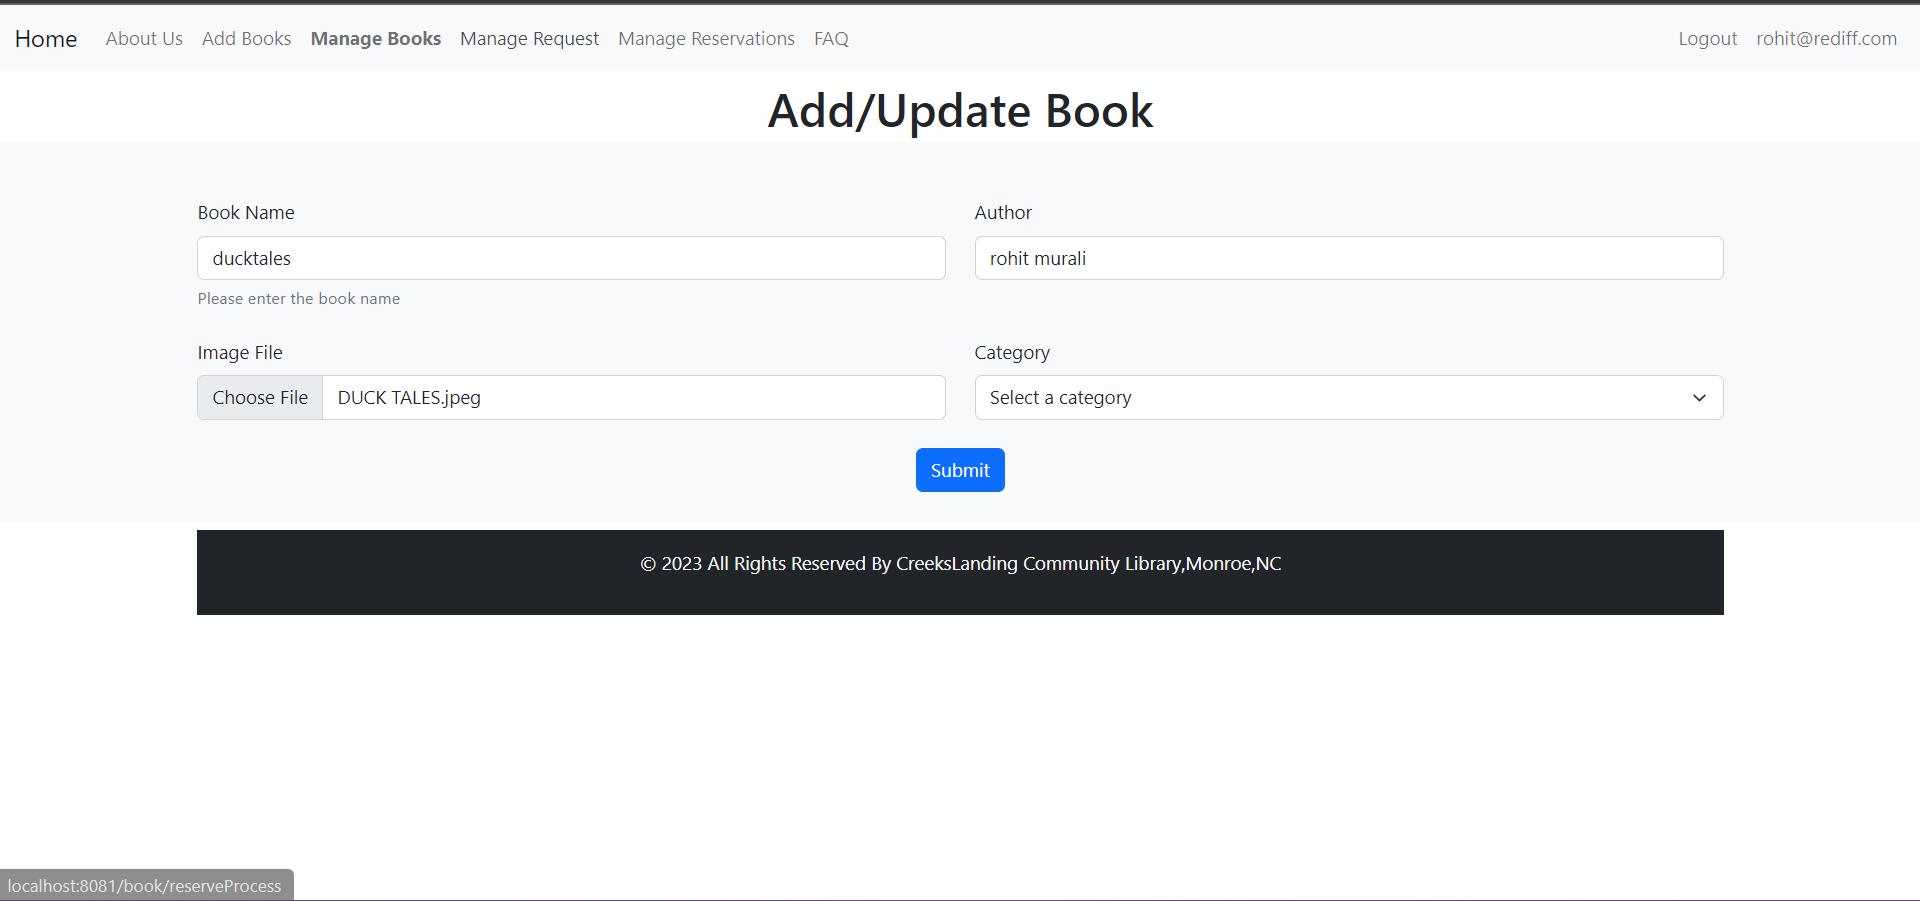 Home About Us Add Books Manage Books Manage Request Manage Reservations FAQ Logout rohit@rediff.com
Add/Update Book
Book Name Author
ducktales rohit murali
Please enter the book name
Image File Category
Choose File DUCK TALES.jpeg Select a category
Submit
© 2023 All Rights Reserved By CreeksLanding Community Library,Monroe,NC
localhost:8081/book/reserveProcess